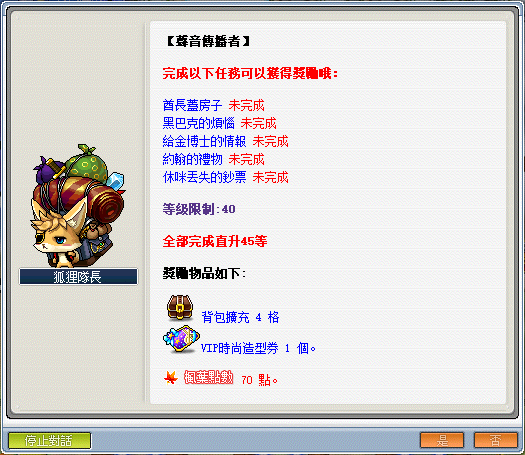 【聲音傳播者】
完成以下任務可以獲得獎勵哦：
酋長蓋房子 未完成
黑巴克的煩惱 未完成
給金博士的情報 未完成
約翰的禮物 未完成
休咪丟失的鈔票 未完成
等级限制:40
全部完成直升45等
獎勵物品如下:
背包擴充 4 格
VIP時尚造型券 1 個。
楓葉點數 70 點。
狐狸隊長
停止對話
是
否